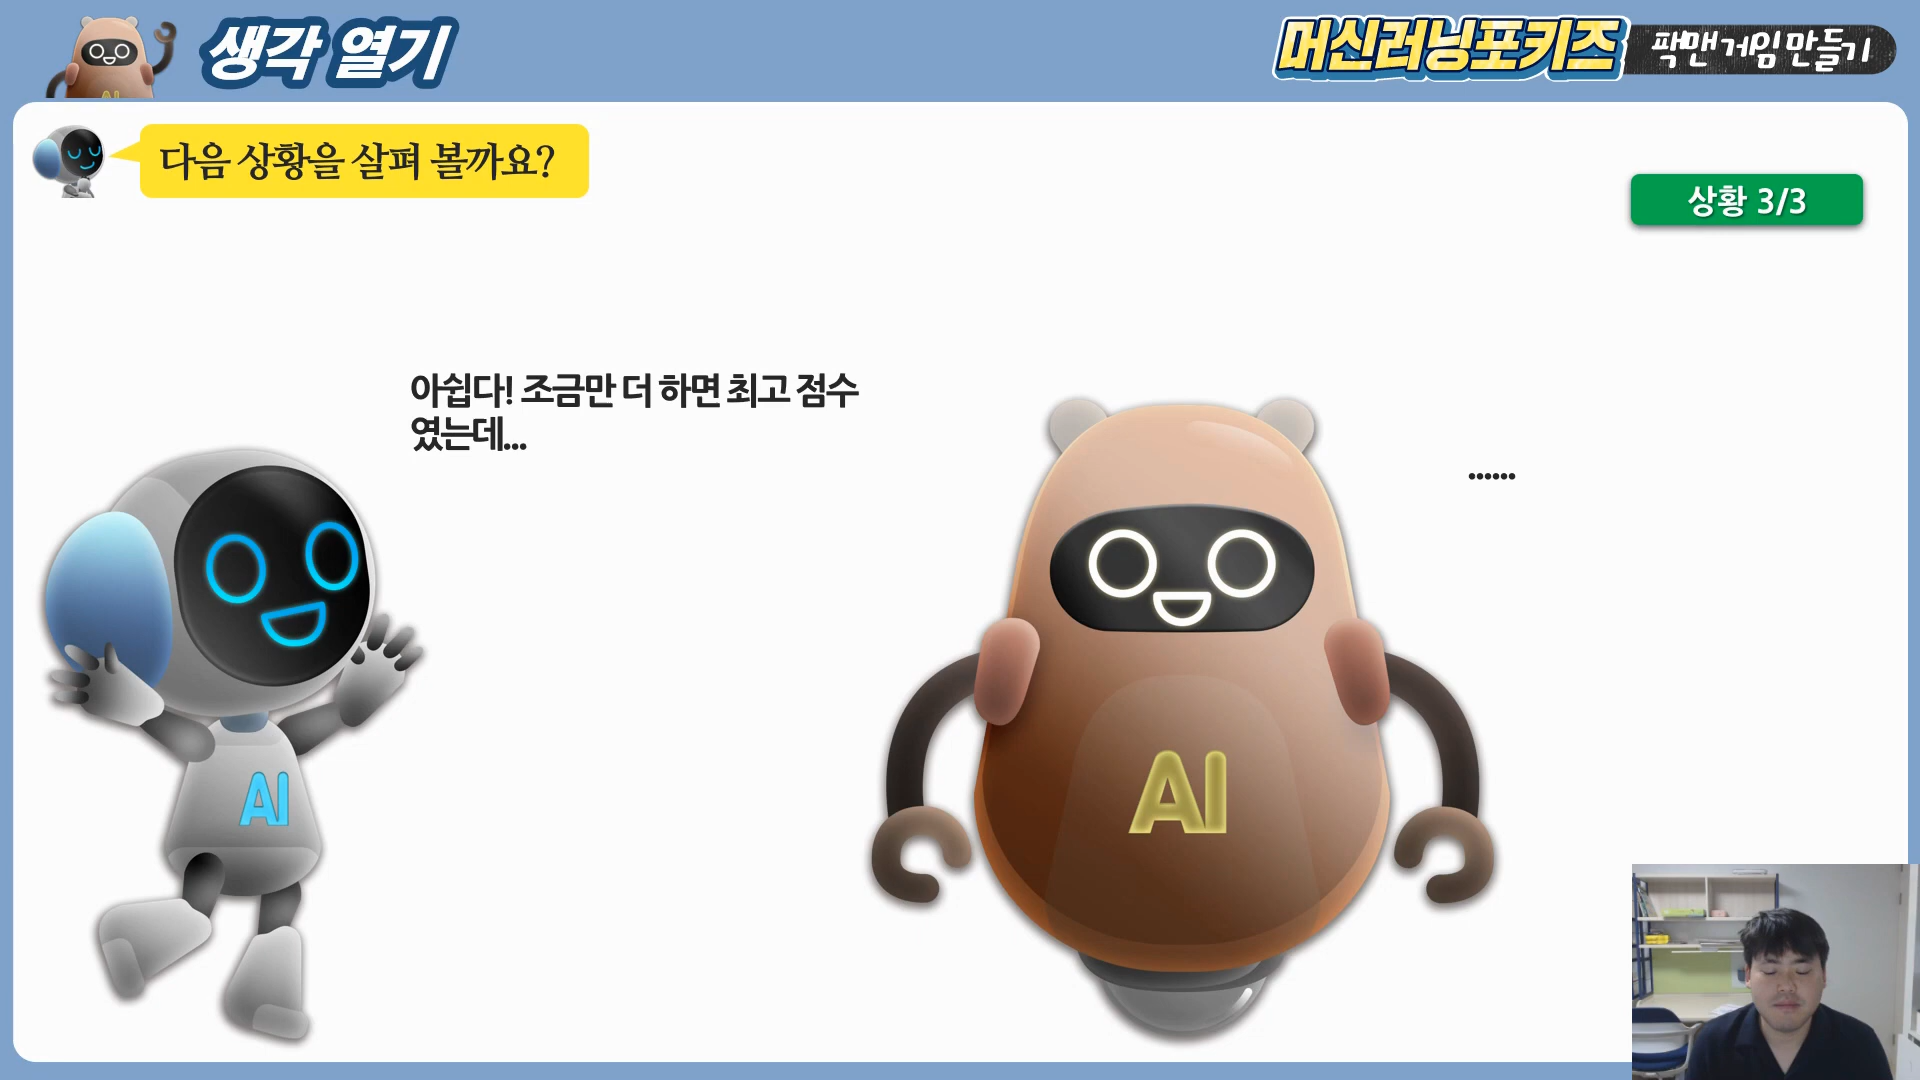 생각 열기
머신러닝포키즈 팩맨 게임 만들기
다음 상황을 살펴 볼까요?
상황 3/3
아쉽다! 조금만 더 하면 최고 점수
였는데...
......
AI
AI